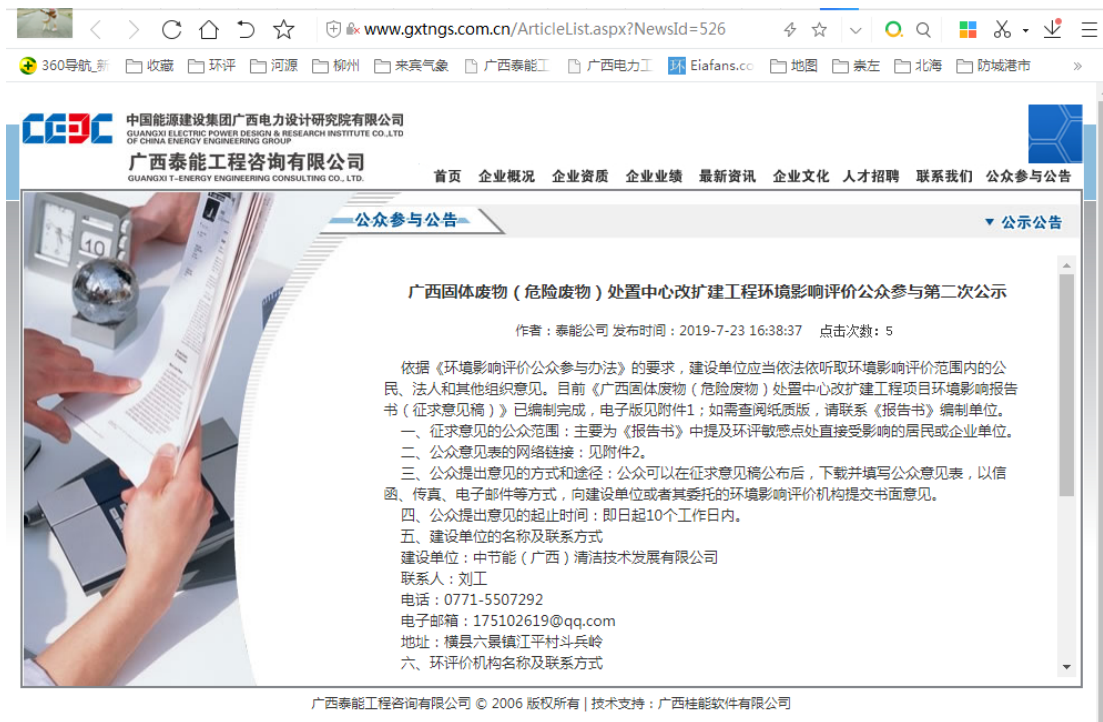 www.gxtngs.com.cn/ArticleList.aspx?NewsId=526
360导航_新 收藏 环评 河源 柳州 来宾气象 广西泰能工 广西电力工 环 Eiafans.co 地图 崇左 北海 防城港市 »
CEEC 中国能源建设集团广西电力设计研究院有限公司
GUANGXI ELECTRIC POWER DESIGN & RESEARCH INSTITUTE CO.,LTD
OF CHINA ENERGY ENGINEERING GROUP
广西泰能工程咨询有限公司
GUANGXI T-ENERGY ENGINEERING CONSULTING CO., LTD.
首页 企业概况 企业资质 企业业绩 最新资讯 企业文化 人才招聘 联系我们 公众参与公告
公众参与与公告
▼ 公示公告
广西固体废物（危险废物）处置中心改扩建工程环境影响评价公众参与第二次公示
作者：泰能公司 发布时间：2019-7-23 16:38:37 点击次数：5
依据《环境影响评价公众参与办法》的要求，建设单位应当依法依听取环境影响评价范围内的公
民、法人和其他组织意见。目前《广西固体废物（危险废物）处置中心改扩建工程项目环境影响报告
书（征求意见稿）》已编制完成，电子版见附件1；如需查阅纸质版，请联系《报告书》编制单位。
一、征求意见的公众范围：主要为《报告书》中提及环评敏感点处直接受影响的居民或企业单位。
二、公众意见表的网络链接：见附件2。
三、公众提出意见的方式和途径：公众可以在征求意见稿公布后，下载并填写公众意见表，以信
函、传真、电子邮件等方式，向建设单位或者其委托的环境影响评价机构提交书面意见。
四、公众提出意见的起止时间：即日起10个工作日内。
五、建设单位的名称及联系方式
建设单位：中节能（广西）清洁技术发展有限公司
联系人：刘工
电话：0771-5507292
电子邮箱：175102619@qq.com
地址：横县六景镇江平村斗兵岭
六、环评价机构名称及联系方式
广西泰能工程咨询有限公司 © 2006 版权所有 | 技术支持：广西桂能软件有限公司